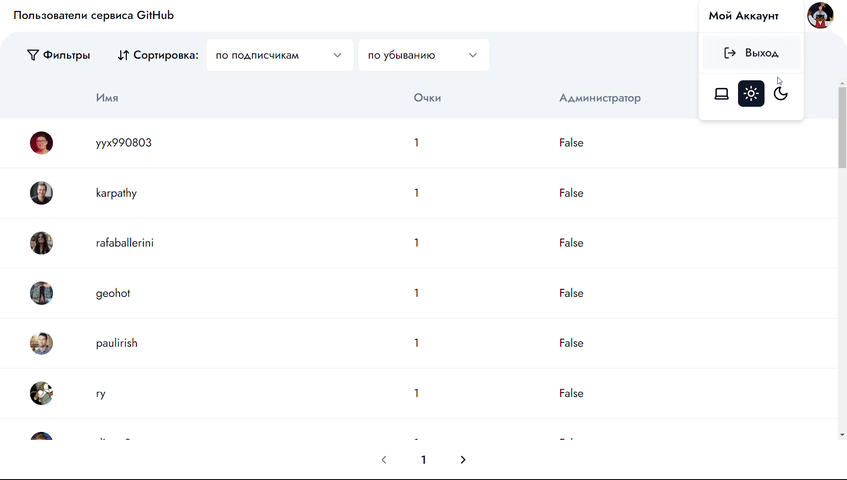 Пользователи сервиса GitHub
Мой Аккаунт
Выход
Фильтры
Сортировка:
по подписчикам
по убыванию
Имя Очки Администратор
yyx990803 1 False
karpathy 1 False
rafaballerini 1 False
geohot 1 False
paulirish 1 False
ry 1 False
1